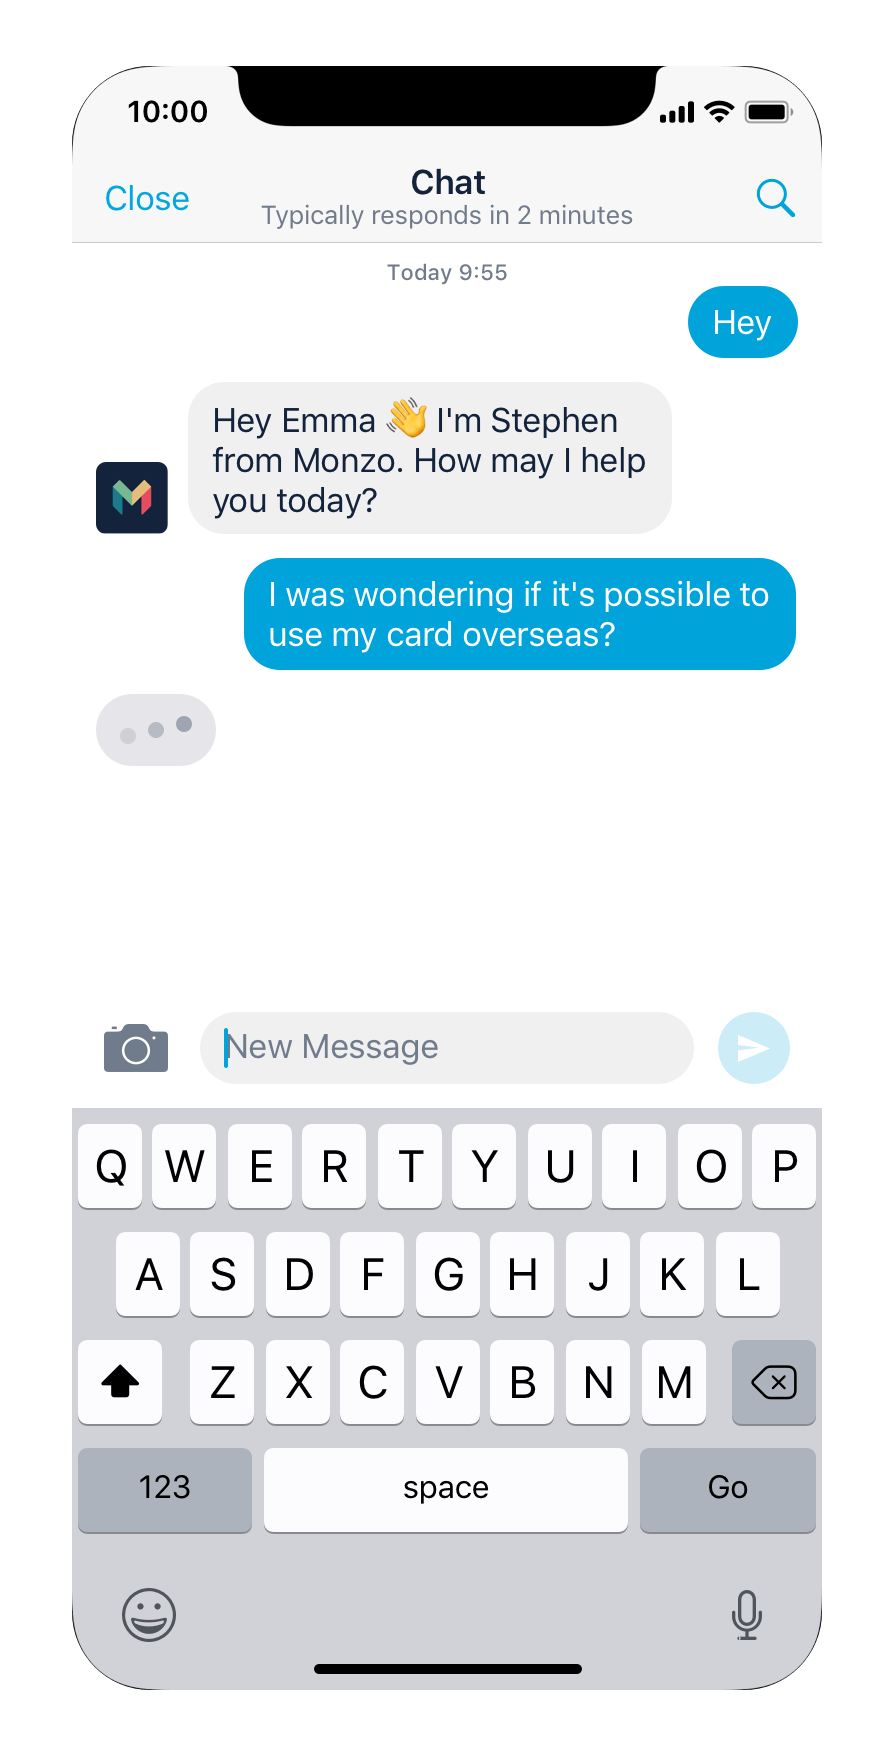 10:00
Close
Chat
Typically responds in 2 minutes
Today 9:55
Hey
Hey Emma 👋 I'm Stephen
from Monzo. How may I help
you today?
I was wondering if it's possible to
use my card overseas?
New Message
Q W E R T Y U I O P
A S D F G H J K L
Z X C V B N M
123 space Go